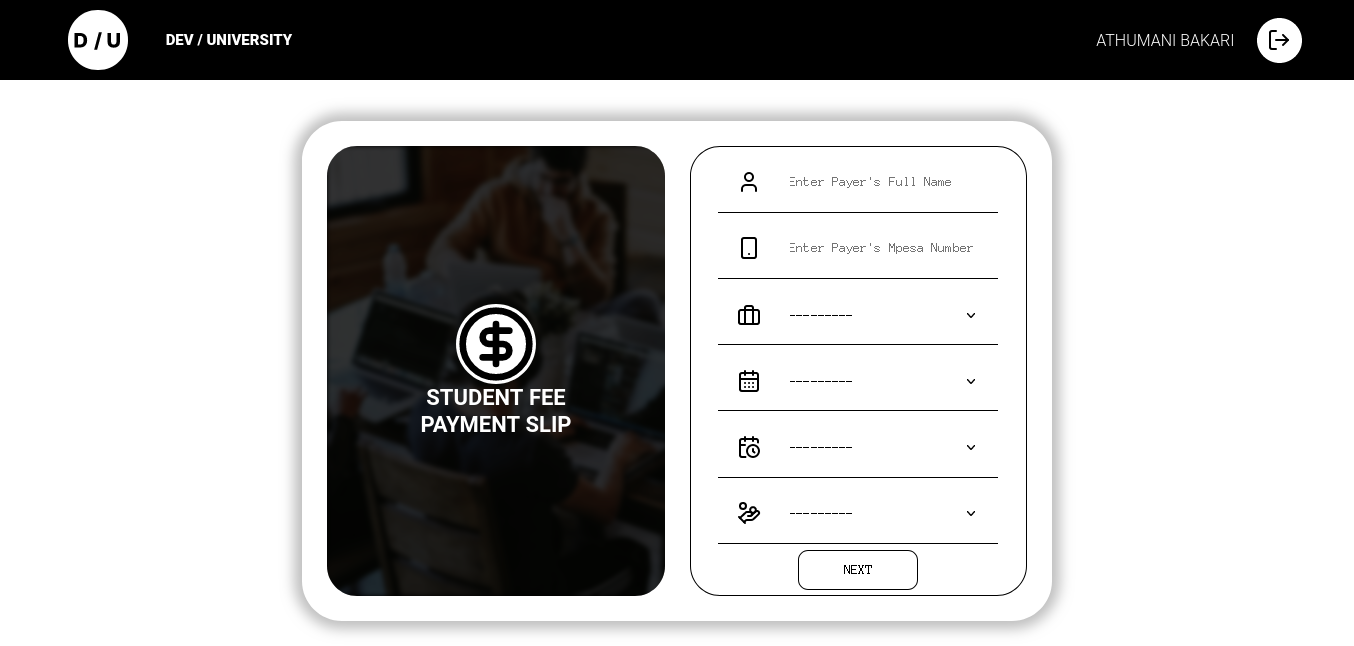 D / U
DEV / UNIVERSITY
ATHUMANI BAKARI
STUDENT FEE
PAYMENT SLIP
Enter Payer's Full Name
Enter Payer's Mpesa Number
---------
---------
---------
---------
NEXT